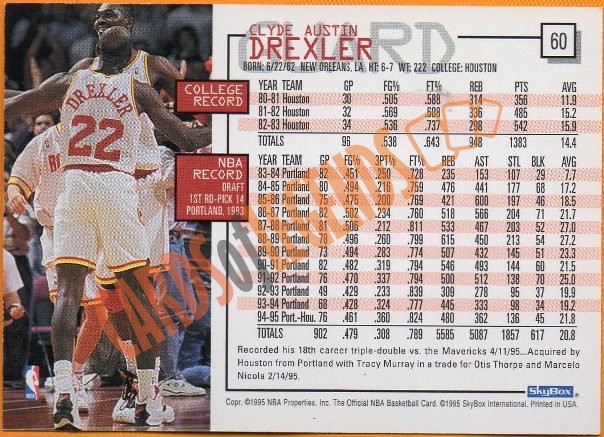 GUARD
CLYDE AUSTIN
DREXLER
60
BORN: 6/22/62 NEW ORLEANS, LA HT: 6-7 WT: 222 COLLEGE: HOUSTON
DREXLER
22
COLLEGE
RECORD
YEAR TEAM GP FG% FT% REB PTS AVG
80-81 Houston 30 .505 .588 314 356 11.9
81-82 Houston 32 .569 .608 336 485 15.2
82-83 Houston 34 .536 .737 298 542 15.9
TOTALS 96 .538 .643 948 1383 14.4
NBA
RECORD
DRAFT
1ST RD-PICK 14
PORTLAND, 1983
YEAR TEAM GP FG% 3PT% FT% REB AST STL BLK AVG
83-84 Portland 82 .451 .250 .728 235 153 107 29 7.7
84-85 Portland 80 .494 .216 .759 476 441 177 68 17.2
85-86 Portland 75 .475 .200 .769 421 600 197 46 18.5
86-87 Portland 82 .502 .234 .760 518 566 204 71 21.7
87-88 Portland 81 .506 .212 .811 533 467 203 52 27.0
88-89 Portland 78 .496 .260 .799 615 450 213 54 27.2
89-90 Portland 73 .494 .283 .774 507 432 145 51 23.3
90-91 Portland 82 .482 .319 .794 546 493 144 60 21.5
91-92 Portland 76 .470 .337 .794 500 512 138 70 25.0
92-93 Portland 49 .429 .233 .839 309 278 95 37 19.9
93-94 Portland 68 .428 .324 .777 445 333 98 34 19.2
94-95 Port.-Hou. 76 .461 .360 .824 480 362 136 45 21.8
TOTALS 902 .479 .308 .789 5585 5087 1857 617 20.8
Recorded his 18th career triple-double vs. the Mavericks 4/11/95...Acquired by
Houston from Portland with Tracy Murray in a trade for Otis Thorpe and Marcelo
Nicola 2/14/95.
SkyBox
NBA
Copr. ©1995 NBA Properties, Inc. The Official NBA Basketball Card. ©1995 SkyBox International. Printed in USA.
CARDS of LEGENDS